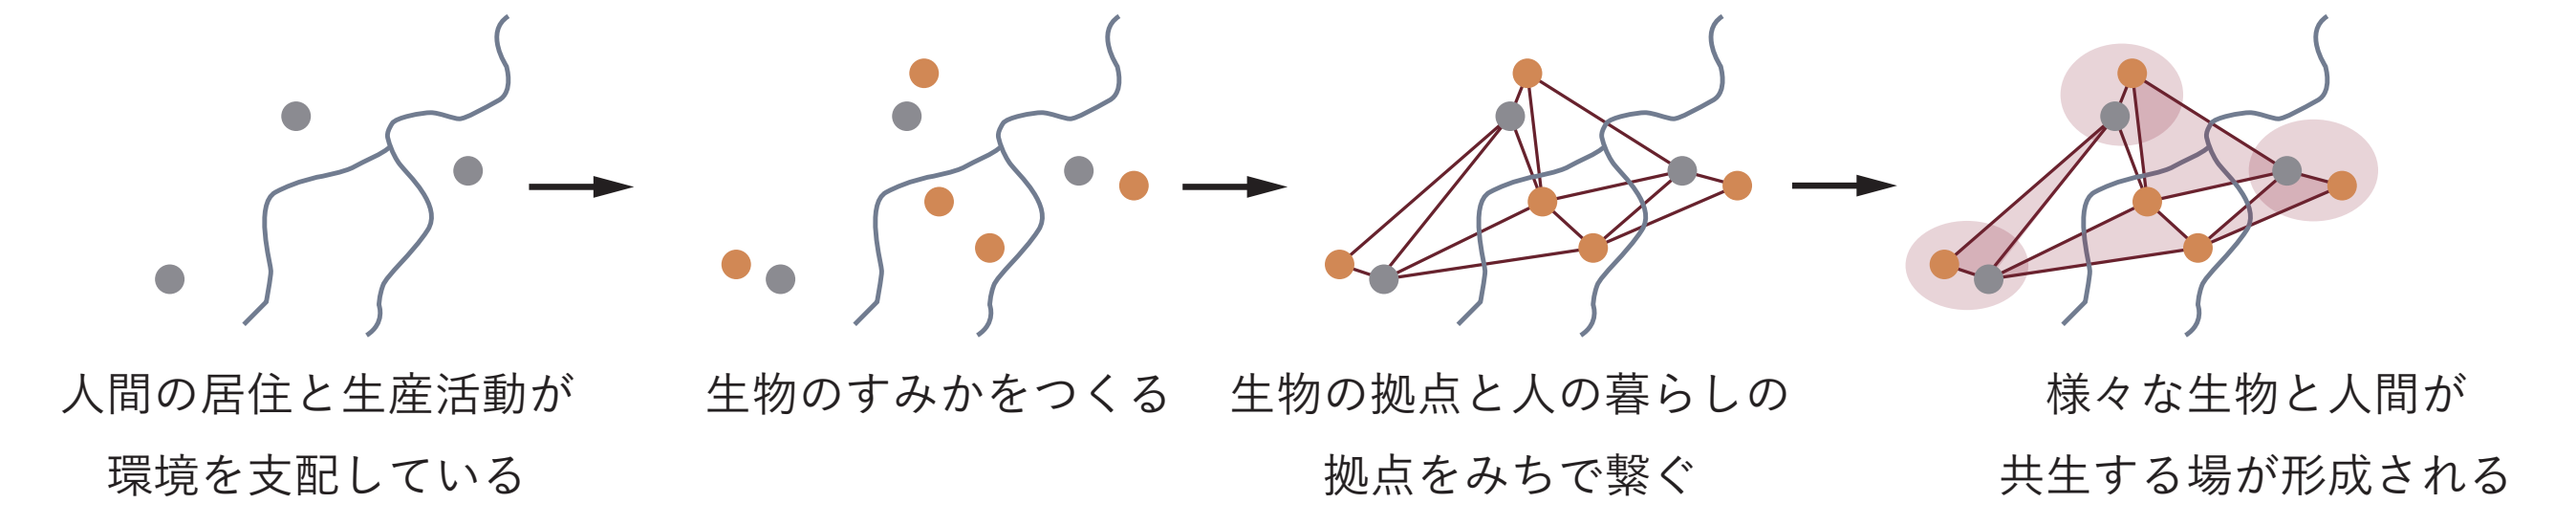 人間の居住と生産活動が
環境を支配している
生物のすみかをつくる
生物の拠点と人の暮らしの
拠点をみちで繋ぐ
様々な生物と人間が
共生する場が形成される